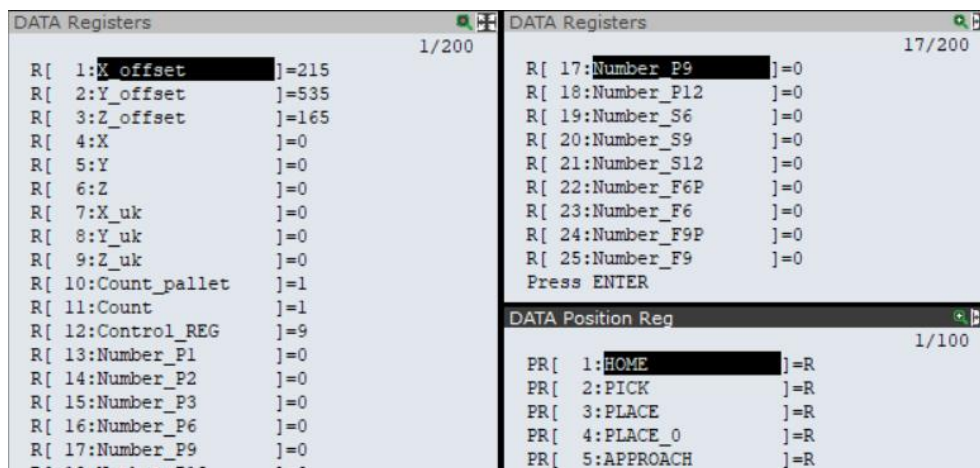 DATA Registers
1/200
R[ 1:X_offset ]=215
R[ 2:Y_offset ]=535
R[ 3:Z_offset ]=165
R[ 4:X ]=0
R[ 5:Y ]=0
R[ 6:Z ]=0
R[ 7:X_uk ]=0
R[ 8:Y_uk ]=0
R[ 9:Z_uk ]=0
R[ 10:Count_pallet ]=1
R[ 11:Count ]=1
R[ 12:Control_REG ]=9
R[ 13:Number_P1 ]=0
R[ 14:Number_P2 ]=0
R[ 15:Number_P3 ]=0
R[ 16:Number_P6 ]=0
R[ 17:Number_P9 ]=0
DATA Registers
17/200
R[ 17:Number_P9 ]=0
R[ 18:Number_P12 ]=0
R[ 19:Number_S6 ]=0
R[ 20:Number_S9 ]=0
R[ 21:Number_S12 ]=0
R[ 22:Number_F6P ]=0
R[ 23:Number_F6 ]=0
R[ 24:Number_F9P ]=0
R[ 25:Number_F9 ]=0
Press ENTER
DATA Position Reg
1/100
PR[ 1:HOME ]=R
PR[ 2:PICK ]=R
PR[ 3:PLACE ]=R
PR[ 4:PLACE_0 ]=R
PR[ 5:APPROACH ]=R